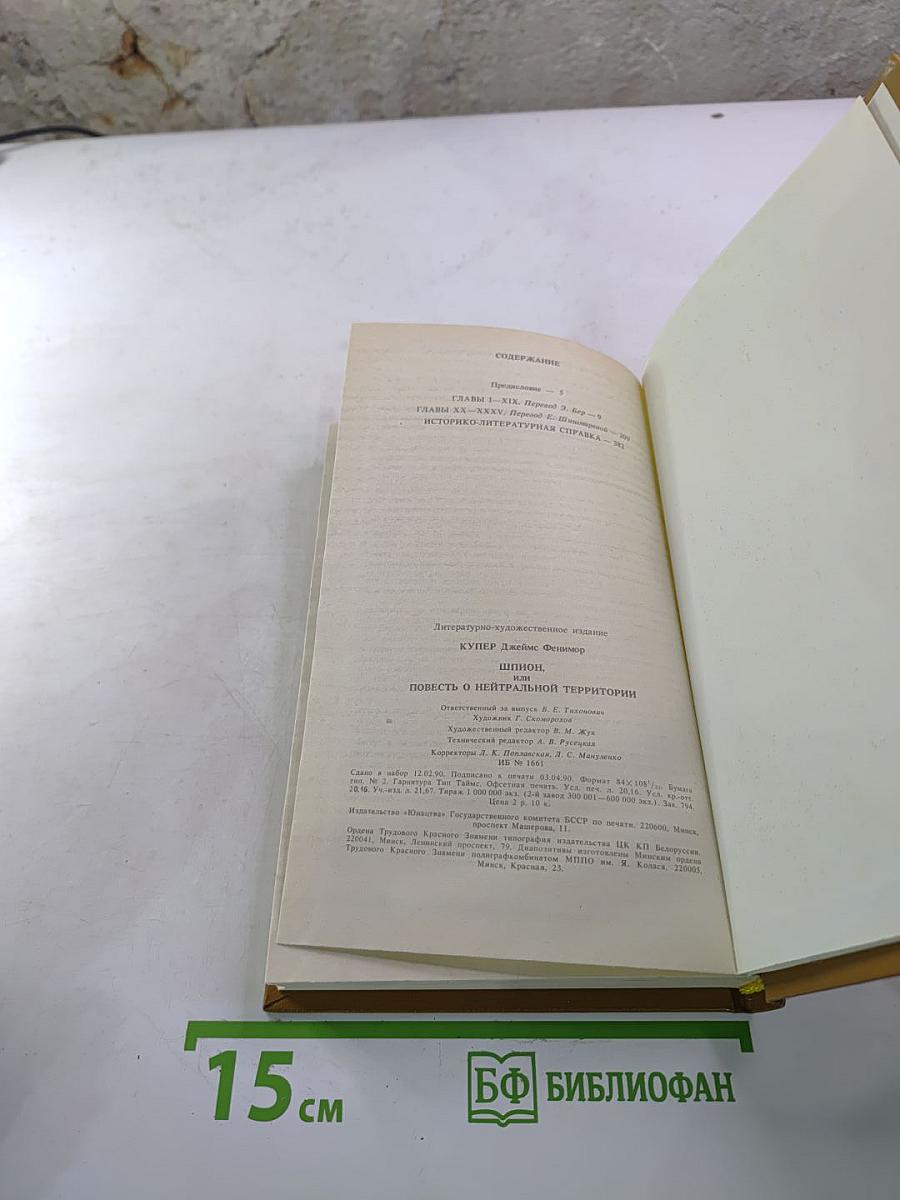 СОДЕРЖАНИЕ
Предисловие — 5
ГЛАВЫ I—XIX. Перевод Э. Бер — 9
ГЛАВЫ XX—XXXV. Перевод Е. Шишмаревой — 209
ИСТОРИКО-ЛИТЕРАТУРНАЯ СПРАВКА — 382
Литературно-художественное издание
КУПЕР Джеймс Фенимор
ШПИОН,
или
ПОВЕСТЬ О НЕЙТРАЛЬНОЙ ТЕРРИТОРИИ
Ответственный за выпуск В. Е. Тихонович
Художник Г. Скоморохов
Художественный редактор В. М. Жук
Технический редактор А. В. Русецкая
Корректоры Л. К. Поплавская, Л. С. Мануленко
ИБ № 1661
Сдано в набор 12.02.90. Подписано к печати 03.04.90. Формат 84×108¹/₃₂. Бумага
тип. № 2. Гарнитура Тип Таймс. Офсетная печать. Усл. печ. л. 20,16. Усл. кр.-отт.
20,16. Уч.-изд. л. 21,67. Тираж 1 000 000 экз. (2-й завод 300 001—600 000 экз.). Зак. 794.
Цена 2 р. 10 к.
Издательство «Юнацтва» Государственного комитета БССР по печати. 220600, Минск,
проспект Машерова, 11.
Ордена Трудового Красного Знамени типография издательства ЦК КП Белоруссии.
220041, Минск, Ленинский проспект, 79. Диапозитивы изготовлены Минским ордена
Трудового Красного Знамени полиграфкомбинатом МППО им. Я. Коласа. 220005,
Минск, Красная, 23.
15 см
БФ БИБЛИОФАН